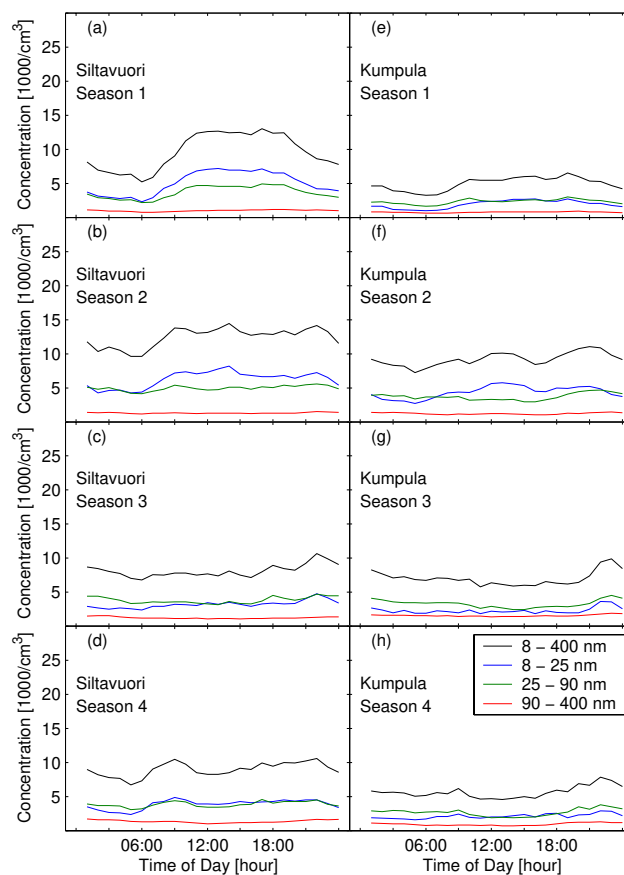 (a)
Siltavuori
Season 1
Concentration [1000/cm³]
25
20
15
10
5
(e)
Kumpula
Season 1
(b)
Siltavuori
Season 2
Concentration [1000/cm³]
25
20
15
10
5
(f)
Kumpula
Season 2
(c)
Siltavuori
Season 3
Concentration [1000/cm³]
25
20
15
10
5
(g)
Kumpula
Season 3
(d)
Siltavuori
Season 4
Concentration [1000/cm³]
25
20
15
10
5
06:00 18:00
Time of Day [hour]
(h)
Kumpula
Season 4
8 − 400 nm
8 − 25 nm
25 − 90 nm
90 − 400 nm
06:00 18:00
Time of Day [hour]